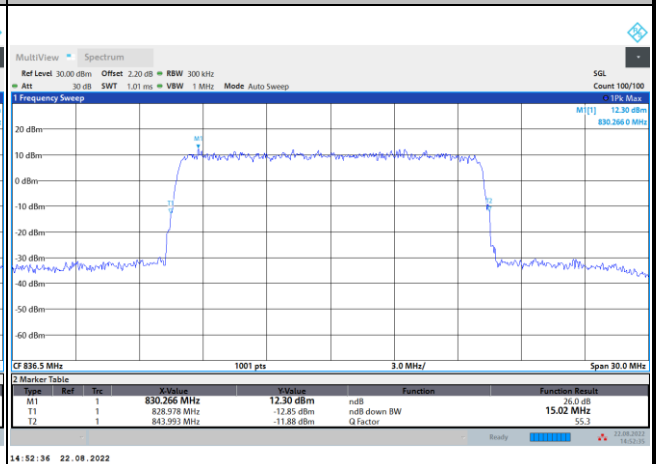 MultiView Spectrum
Ref Level 30.00 dBm Offset 2.20 dB RBW 300 kHz SGL
Att 30 dB SWT 1.01 ms VBW 1 MHz Mode Auto Sweep Count 100/100
1 Frequency Sweep 1Pk Max
M1[1] 12.30 dBm
830.266 0 MHz
20 dBm
M1
10 dBm
0 dBm
T1 T2
-10 dBm
-20 dBm
-30 dBm
-40 dBm
-50 dBm
-60 dBm
CF 836.5 MHz 1001 pts 3.0 MHz/ Span 30.0 MHz
2 Marker Table
Type Ref Trc X-Value Y-Value Function Function Result
M1 1 830.266 MHz 12.30 dBm ndB 26.0 dB
T1 1 828.978 MHz -12.85 dBm ndB down BW 15.02 MHz
T2 1 843.993 MHz -11.88 dBm Q Factor 55.3
Ready 22.08.2022
14:52:35
14:52:36 22.08.2022